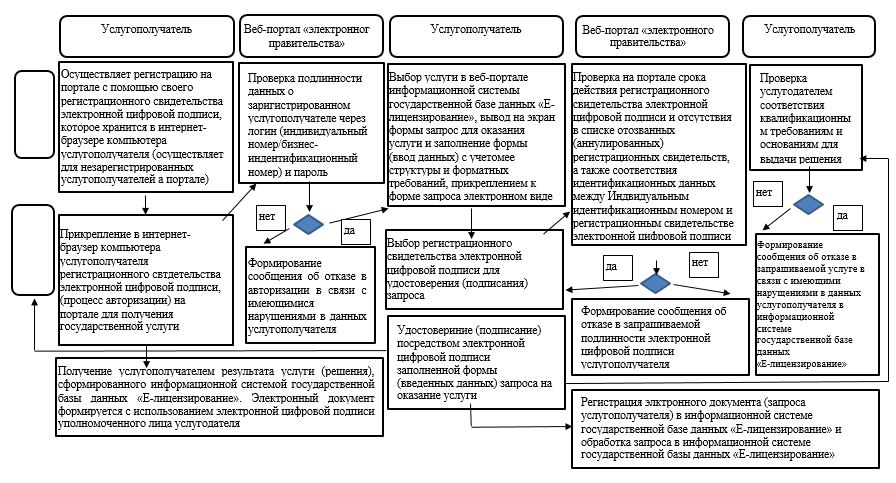 Услугополучатель
Веб-портал «электронног
правительства»
Услугополучатель
Веб-портал «электронного
правительства»
Услугополучатель
Осуществляет регистрацию на
портале с помощью своего
регистрационного свидетельства
электронной цифровой подписи,
которое хранится в интернет-
браузере компьютера
услугополучателя (осуществляет
для незарегистрированных
услугополучателей а портале)
Проверка подлинности
данных о
заригистрированном
услугополучателе через
логин (индивидуальный
номер/бизнес-
индентификационный
номер) и пароль
Выбор услуги в веб-портале
информационной системы
государственной базе данных «Е-
лицензирование», вывод на экран
формы запрос для оказания
услуги и заполнение формы
(ввод данных) с учетомее
структуры и форматных
требований, прикреплением к
форме запроса электронном виде
Проверка на портале срока
действия регистрационного
свидетельства электронной
цифровой подписи и отсутствия
в списке отозванных
(аннулированных)
регистрационных свидетельств,
а также соответствия
идентификационных данных
между Индвидуальным
идентификационным номером и
регистрационным свидетельстве
электронной цифровой подписи
Проверка
услугодателем
соответствия
квалификационны
м требованиям и
основаниям для
выдачи решения
нет
да
нет
да
Прикрепление в интернет-
браузер компьютера
услугополучателя
регистрационного свтдетельства
электронной цифровой подписи,
(процесс авторизации) на
портале для получения
государственной услуги
Формирование
сообщения об отказе в
авторизации в связи с
имеющимися
нарушениями в данных
услугополучателя
Выбор регистрационного
свидетельства электронной
цифровой подписи для
удостоверения (подписания)
запроса
да
нет
Формирование сообщения об
отказе в запрашиваемой
подлинности электронной
цифровой подписи
услугополучателя
Формирование
сообщения об отказе в
запрашиваемой услуге в
связи с имеющими
нарущениями в данных
услугополучателя в
информационной
системе
государственной базе
данных
«Е-лицензирование»
Удостовериние (подписание)
посредством электронной
цифровой подписи
заполненной формы
(введенных данных) запроса на
оказание услуги
Получение услугополучателем результата услуги (решения),
сформированного информационной системой государственной
базы данных «Е-лицензирование». Электронный документ
формируется с использованием электронной цифровой подписи
уполномоченного лица услугодателя
Регистрация элктронного документа (запроса
услугополучателя) в информационной системе
государственной базе данных «Е-лицензирование» и
обработка запроса в информационной системе
государственной базы данных «Е-лицензирование»